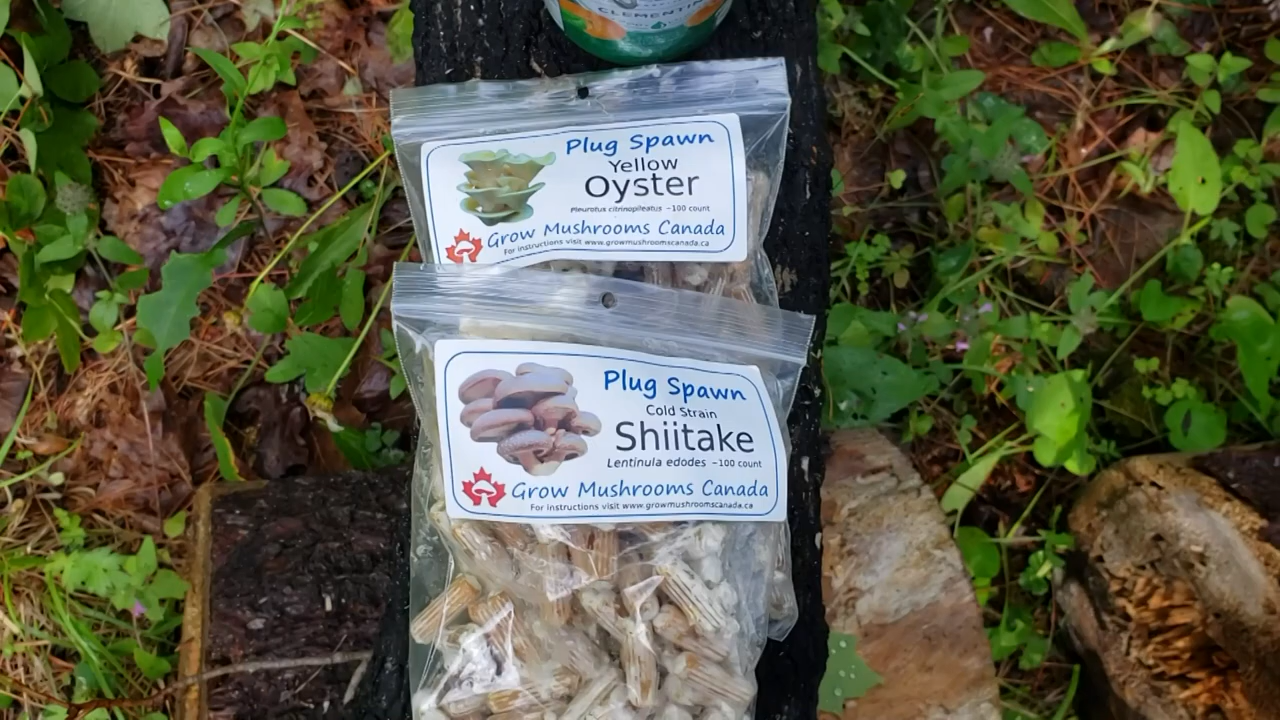 CLEMENTIN
Plug Spawn
Yellow
Oyster
Pleurotus citrinopileatus ~100 count
Grow Mushrooms Canada
For instructions visit www.growmushroomscanada.ca
Plug Spawn
Cold Strain
Shiitake
Lentinula edodes ~100 count
Grow Mushrooms Canada
For instructions visit www.growmushroomscanada.ca